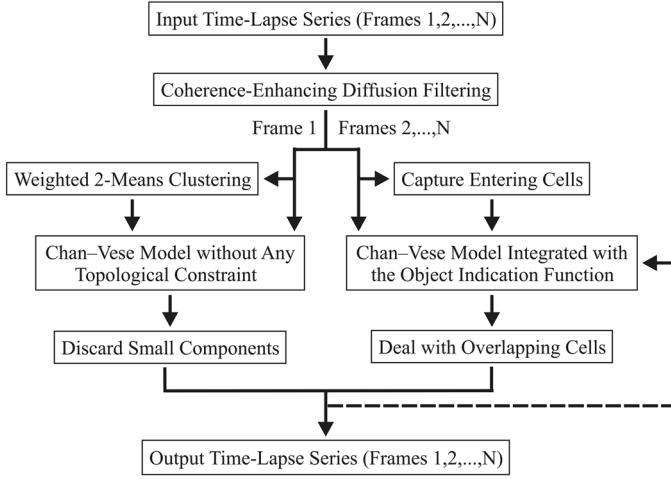 Input Time-Lapse Series (Frames 1,2,...,N)
Coherence-Enhancing Diffusion Filtering
Frame 1
Frames 2,...,N
Weighted 2-Means Clustering
Capture Entering Cells
Chan–Vese Model without Any
Topological Constraint
Chan–Vese Model Integrated with
the Object Indication Function
Discard Small Components
Deal with Overlapping Cells
Output Time-Lapse Series (Frames 1,2,...,N)